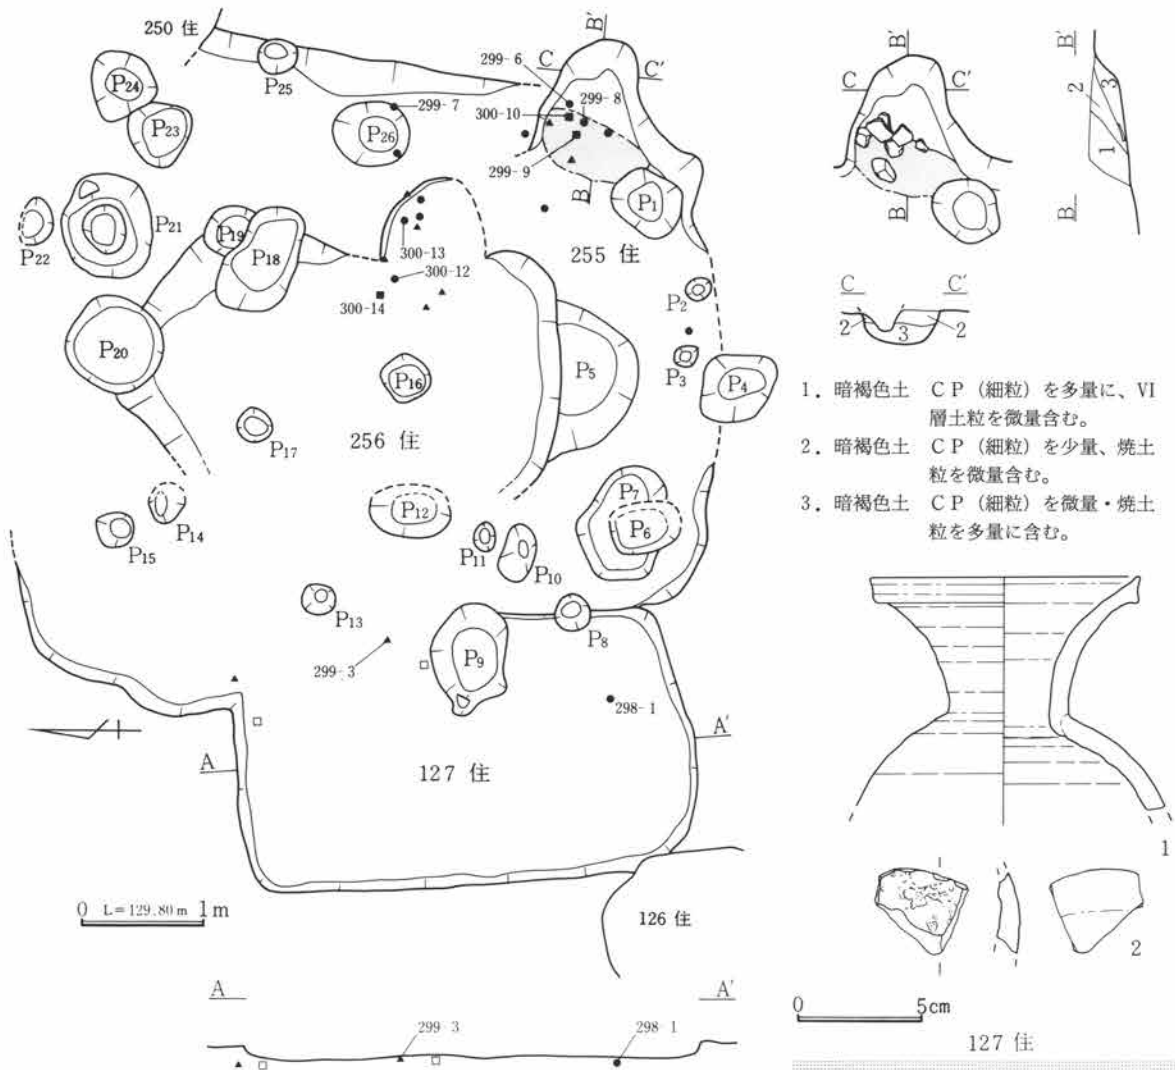 250 住
P24
P25
P23
299-7
P26
B'
C
C'
299-6
300-10
299-8
299-9
B
P1
P22
P21
P19
P18
300-13
300-12
300-14
255 住
P2
P3
P4
P5
P20
P16
P17
256 住
P7
P6
P12
P14
P15
P11
P10
P13
P8
P9
299-3
298-1
A
A'
127 住
126 住
0 L=129.80m 1m
A
A'
299-3
298-1
B'
C
C'
B
B'
2
3
1
B
C
C'
2
3
2
1. 暗褐色土 CP(細粒)を多量に、VI
層土粒を微量含む。
2. 暗褐色土 CP(細粒)を少量、焼土
粒を微量含む。
3. 暗褐色土 CP(細粒)を微量・焼土
粒を多量に含む。
1
2
0 5cm
127 住